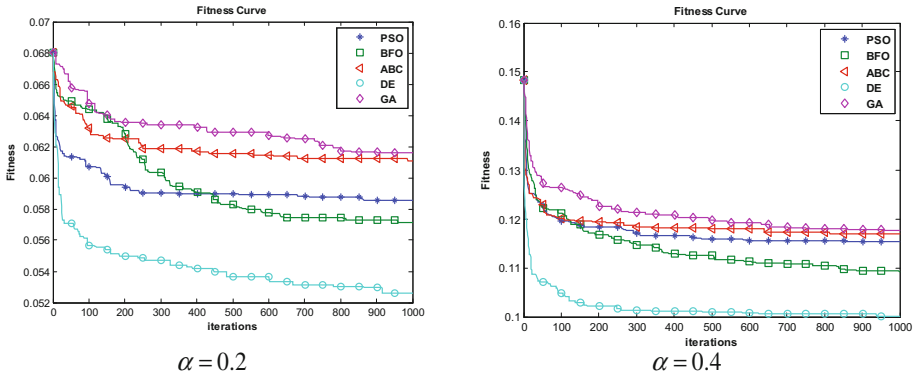 Fitness Curve
0.07
0.068
0.066
0.064
0.062
0.06
0.058
0.056
0.054
0.052
Fitness
0 100 200 300 400 500 600 700 800 900 1000
iterations
PSO
BFO
ABC
DE
GA
α = 0.2
Fitness Curve
0.16
0.15
0.14
0.13
0.12
0.11
0.1
Fitness
0 100 200 300 400 500 600 700 800 900 1000
iterations
PSO
BFO
ABC
DE
GA
α = 0.4